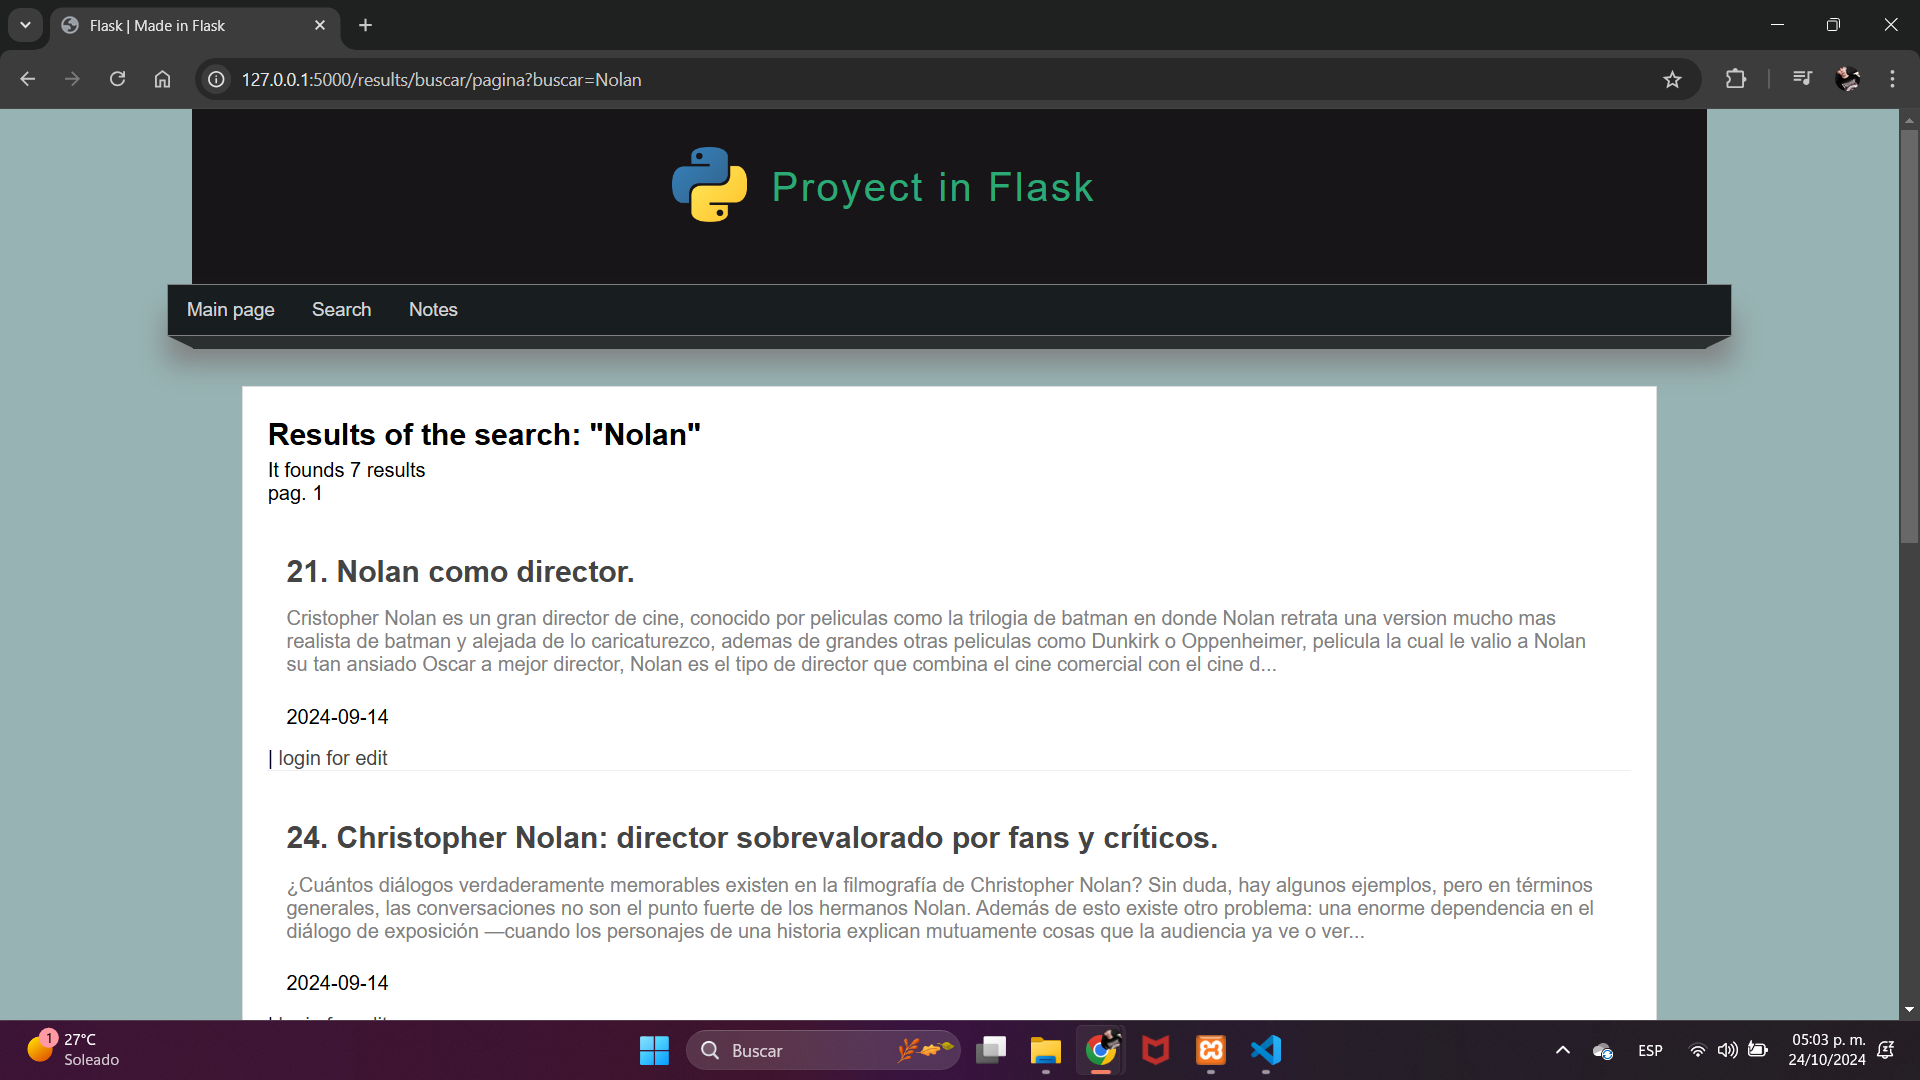 Flask | Made in Flask
127.0.0.1:5000/results/buscar/pagina?buscar=Nolan
Proyect in Flask
Main page Search Notes
Results of the search: "Nolan"
It founds 7 results
pag. 1
21. Nolan como director.
Cristopher Nolan es un gran director de cine, conocido por peliculas como la trilogia de batman en donde Nolan retrata una version mucho mas
realista de batman y alejada de lo caricaturezco, ademas de grandes otras peliculas como Dunkirk o Oppenheimer, pelicula la cual le valio a Nolan
su tan ansiado Oscar a mejor director, Nolan es el tipo de director que combina el cine comercial con el cine d...
2024-09-14
| login for edit
24. Christopher Nolan: director sobrevalorado por fans y críticos.
¿Cuántos diálogos verdaderamente memorables existen en la filmografía de Christopher Nolan? Sin duda, hay algunos ejemplos, pero en términos
generales, las conversaciones no son el punto fuerte de los hermanos Nolan. Además de esto existe otro problema: una enorme dependencia en el
diálogo de exposición —cuando los personajes de una historia explican mutuamente cosas que la audiencia ya ve o ver...
2024-09-14
1
27°C
Soleado
Buscar
ESP
05:03 p. m.
24/10/2024